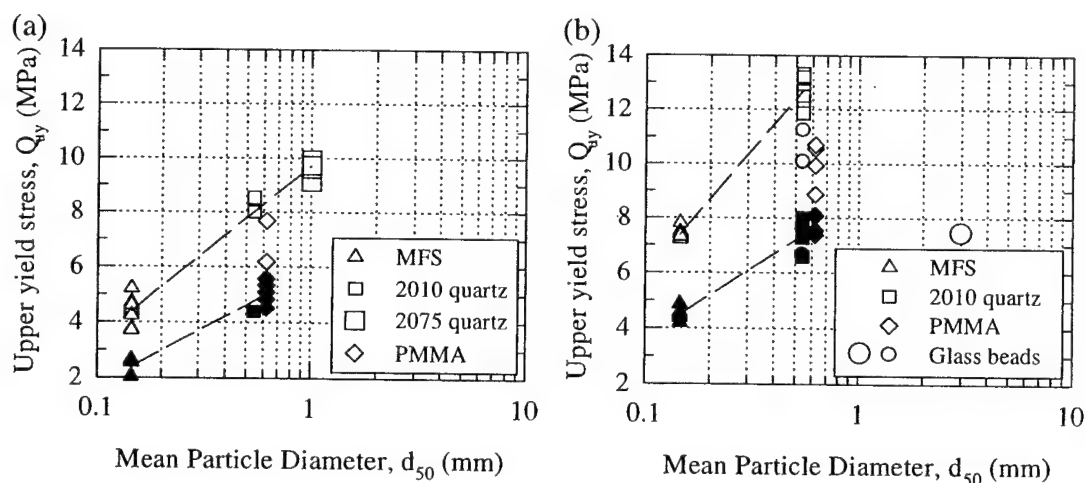 (a)
Upper yield stress, Q_uy (MPa)
14
12
10
8
6
4
2
0.1
1
10
MFS
2010 quartz
2075 quartz
PMMA
Mean Particle Diameter, d_50 (mm)
(b)
Upper yield stress, Q_uy (MPa)
14
12
10
8
6
4
2
0.1
1
10
MFS
2010 quartz
PMMA
Glass beads
Mean Particle Diameter, d_50 (mm)